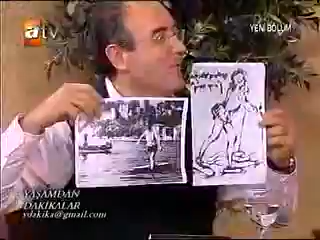 atv
YENİ BÖLÜM
YAŞAMDAN
DAKİKALAR
ydakika@gmail.com